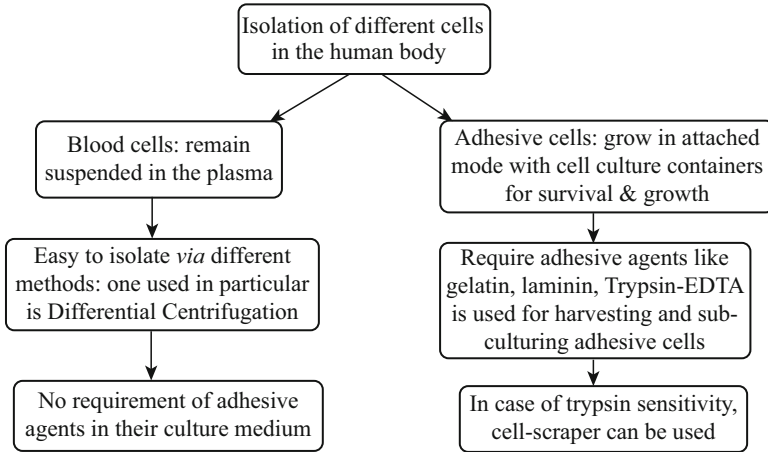 Isolation of different cells
in the human body
Blood cells: remain
suspended in the plasma
Adhesive cells: grow in attached
mode with cell culture containers
for survival & growth
Easy to isolate via different
methods: one used in particular
is Differential Centrifugation
Require adhesive agents like
gelatin, laminin, Trypsin-EDTA
is used for harvesting and sub-
culturing adhesive cells
No requirement of adhesive
agents in their culture medium
In case of trypsin sensitivity,
cell-scraper can be used